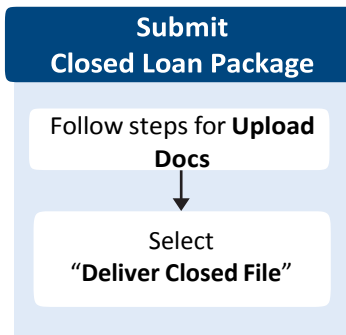 Submit
Closed Loan Package
Follow steps for Upload
Docs
Select
“Deliver Closed File”